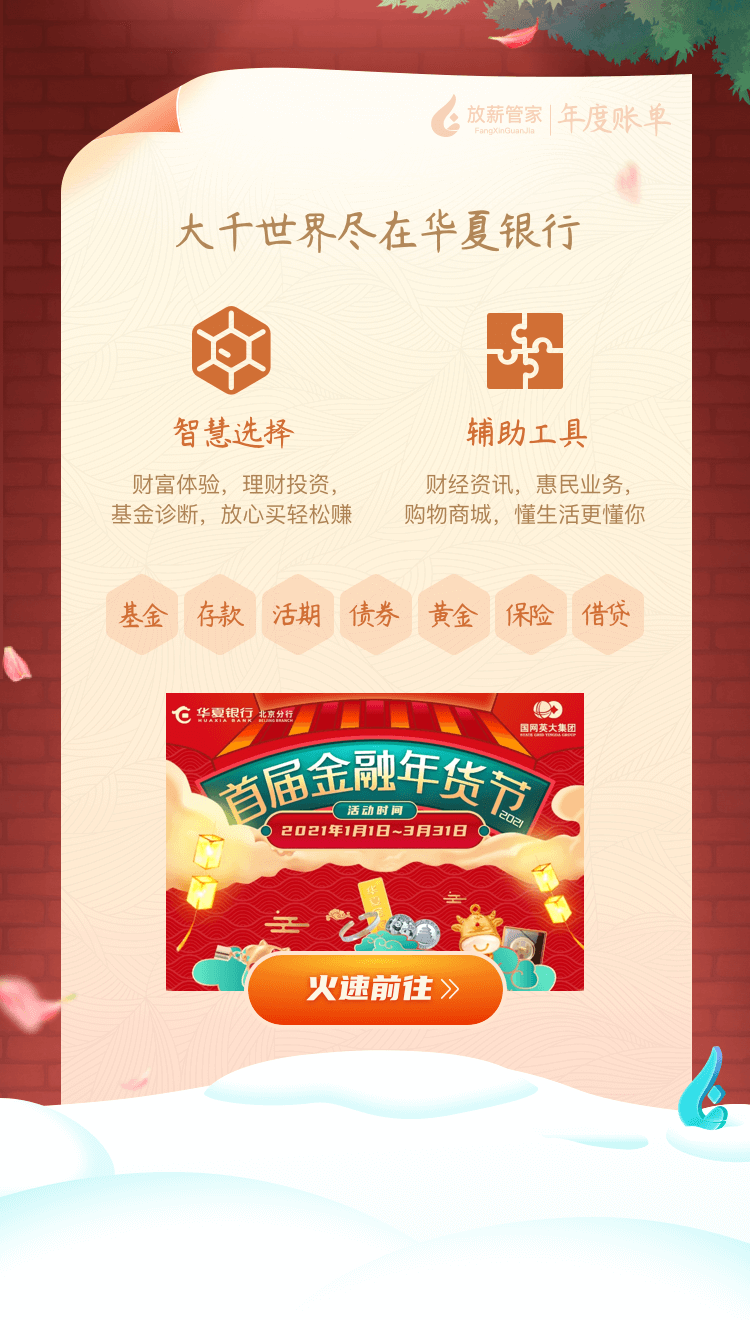 放薪管家
FangXinGuanJia
年度账单
大千世界尽在华夏银行
智慧选择
财富体验，理财投资，
基金诊断，放心买轻松赚
辅助工具
财经资讯，惠民业务，
购物商城，懂生活更懂你
基金 存款 活期 债券 黄金 保险 借贷
华夏银行 北京分行
HUAXIA BANK BEIJING BRANCH
国网英大集团
STATE GRID YINGDA GROUP
首届金融年货节
2021
活动时间
2021年1月1日~3月31日
火速前往